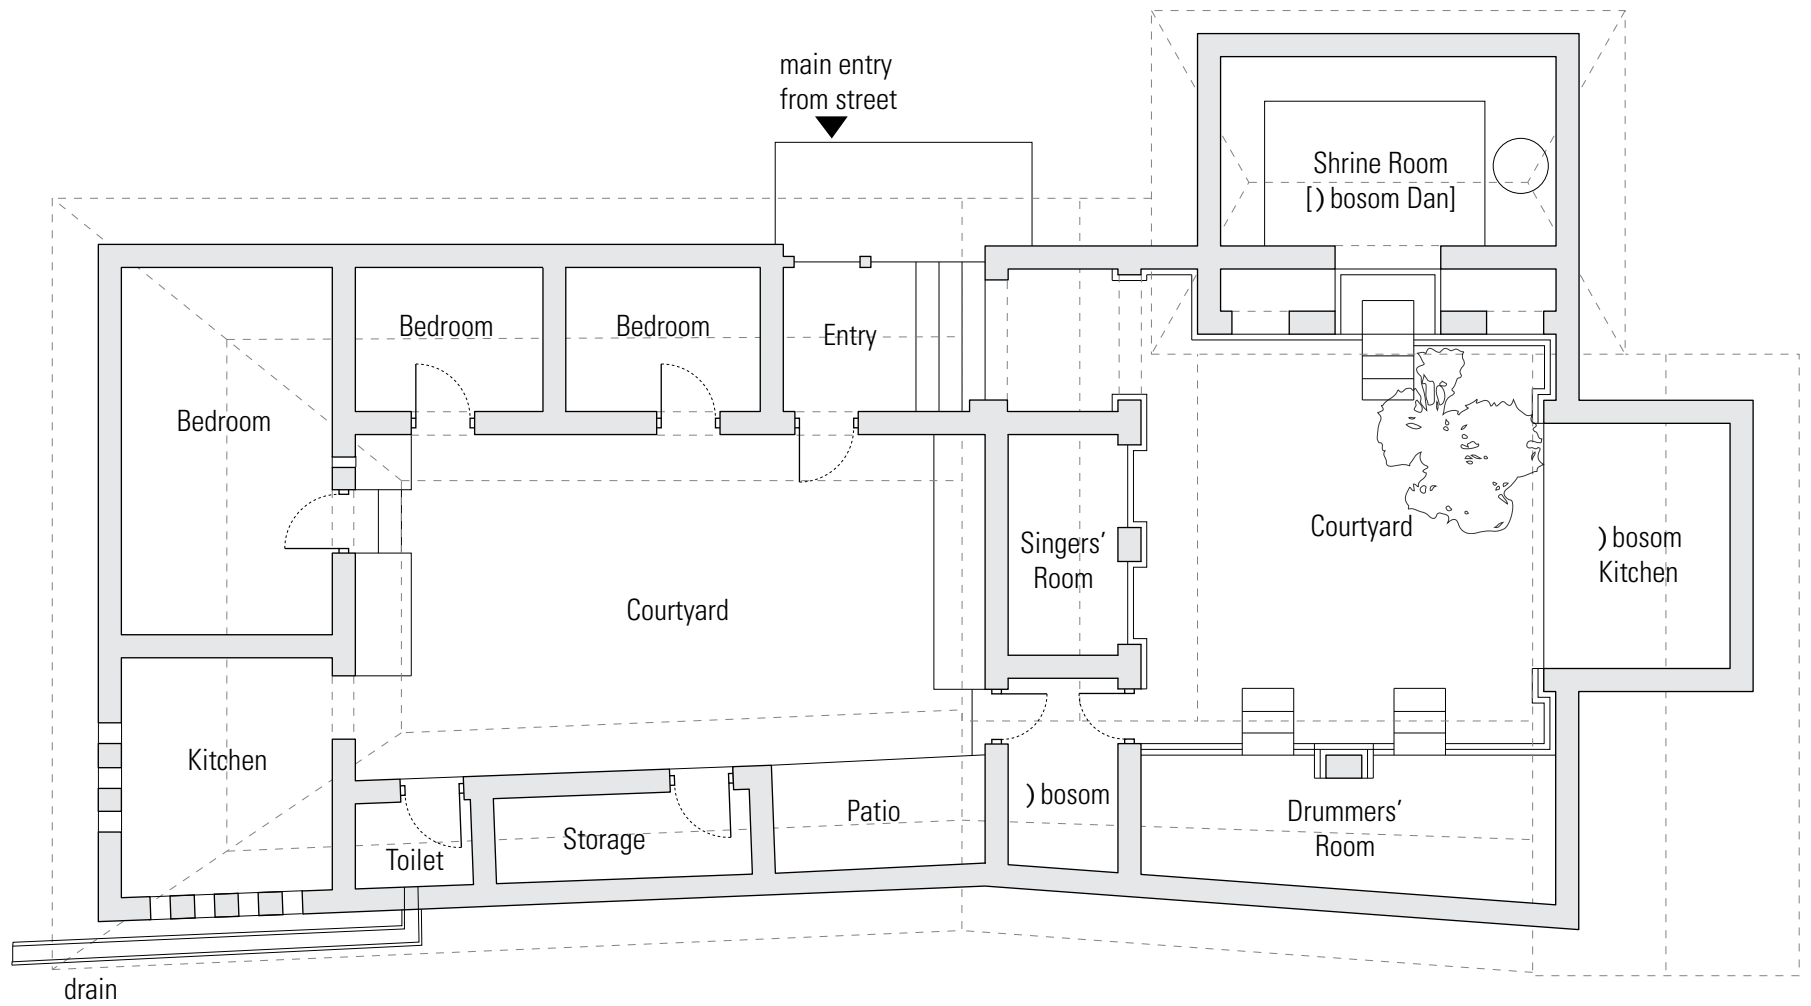 main entry
from street
Shrine Room
[)bosom Dan]
Bedroom
Bedroom
Entry
Bedroom
Courtyard
)bosom
Kitchen
Singers’
Room
Courtyard
Kitchen
)bosom
Patio
Drummers’
Room
Storage
Toilet
drain